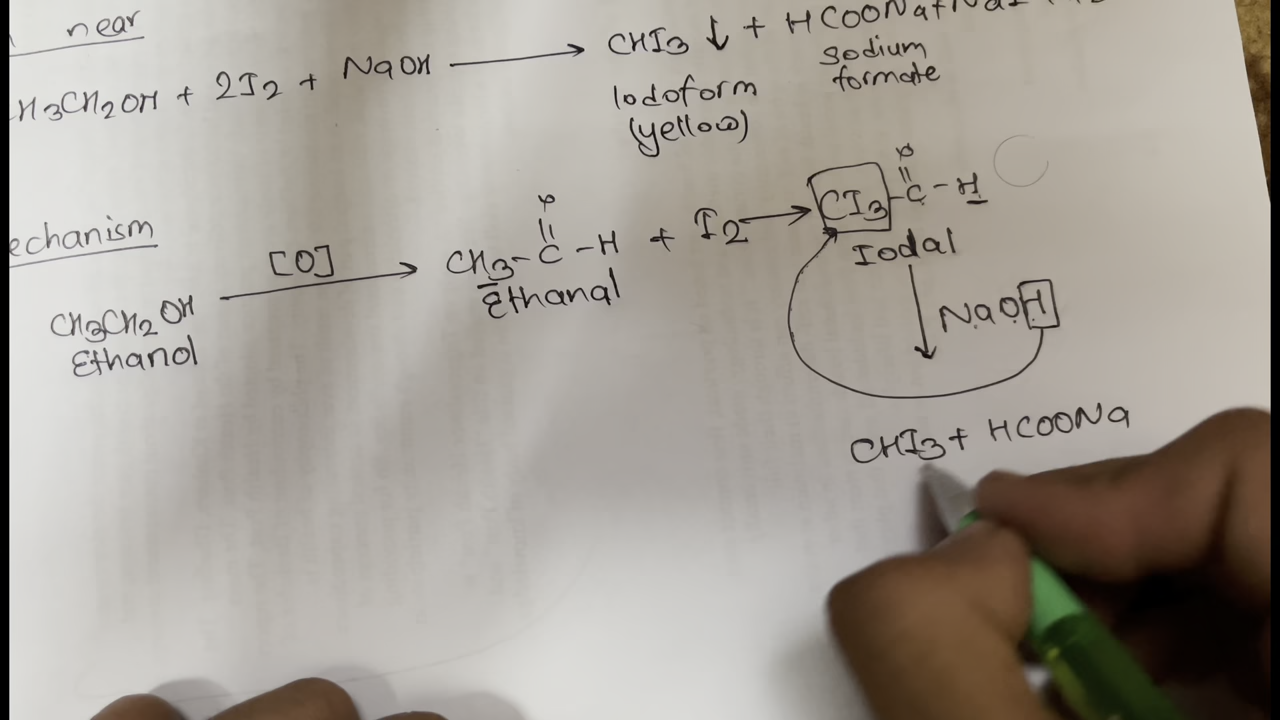 near
H3CH2OH + 2I2 + NaOH → CHI3 ↓ + HCOONa +
Iodoform
(yellow)
sodium
formate
echanism
CH3CH2OH
Ethanol
[O] →
O
CH3-C-H + I2 → CI3-C-H
Ethanal
O
Iodal
↓ NaOH
CHI3 + HCOONa